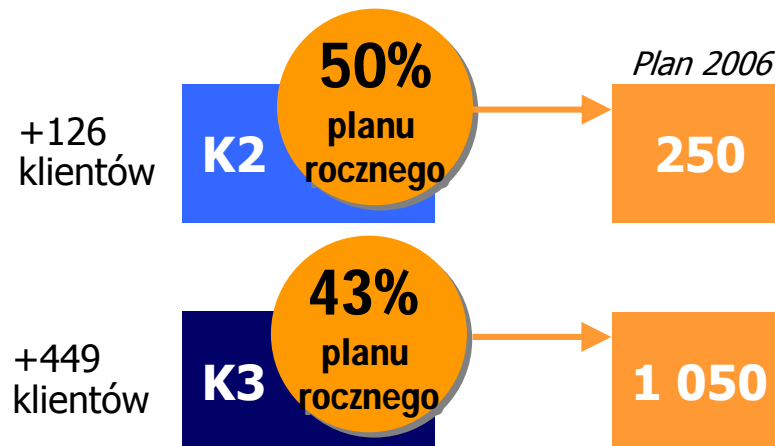 Plan 2006
+126
klientów
K2
50%
planu
rocznego
250
+449
klientów
K3
43%
planu
rocznego
1 050